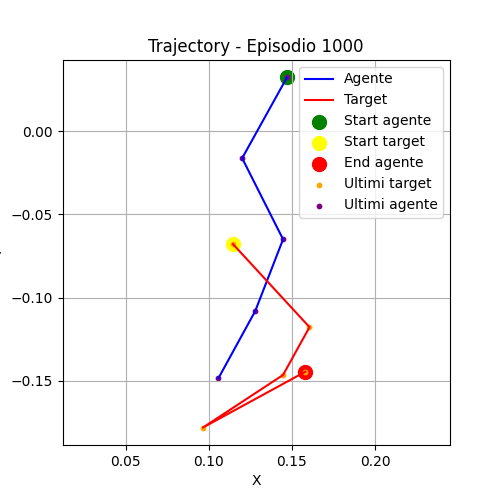 Trajectory - Episodio 1000
Agente
Target
Start agente
Start target
End agente
Ultimi target
Ultimi agente
0.00
−0.05
−0.10
−0.15
0.05 0.10 0.15 0.20
X